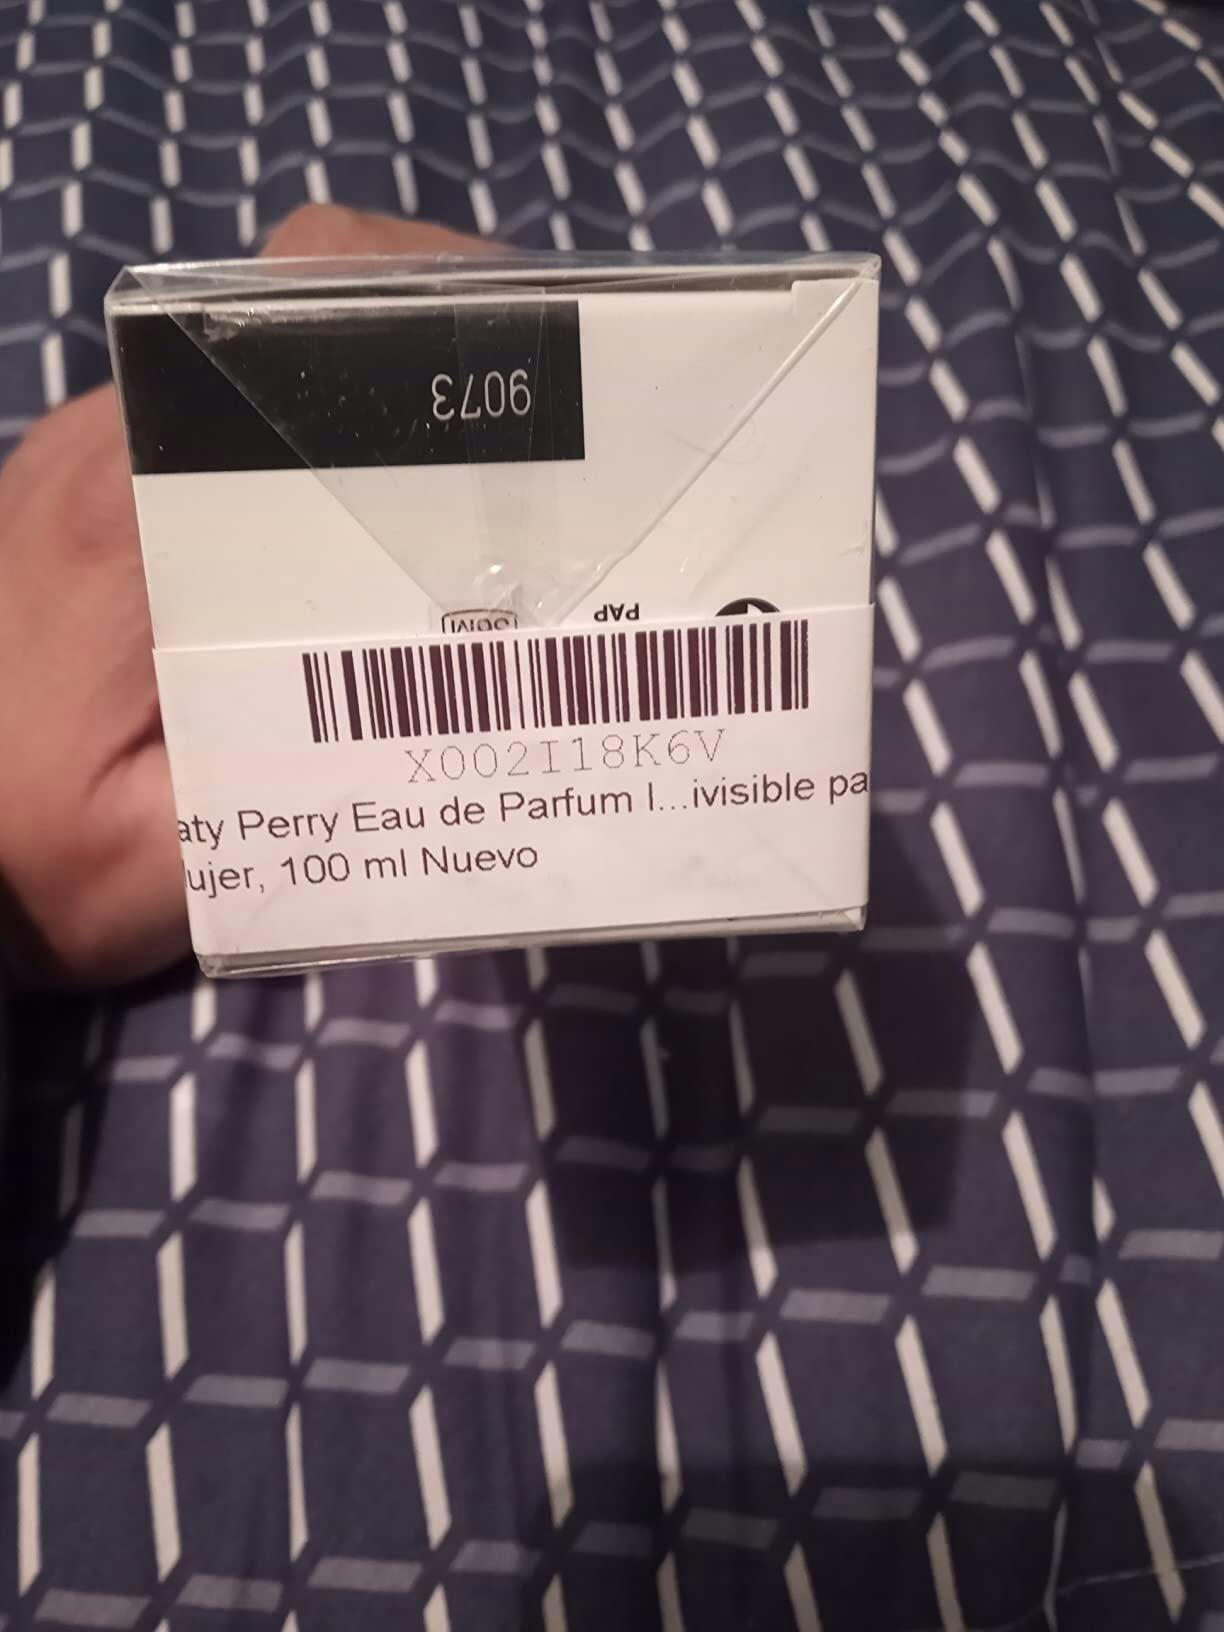 9073
PAP
X002I18K6V
aty Perry Eau de Parfum I...ivisible pa
ujer, 100 ml Nuevo